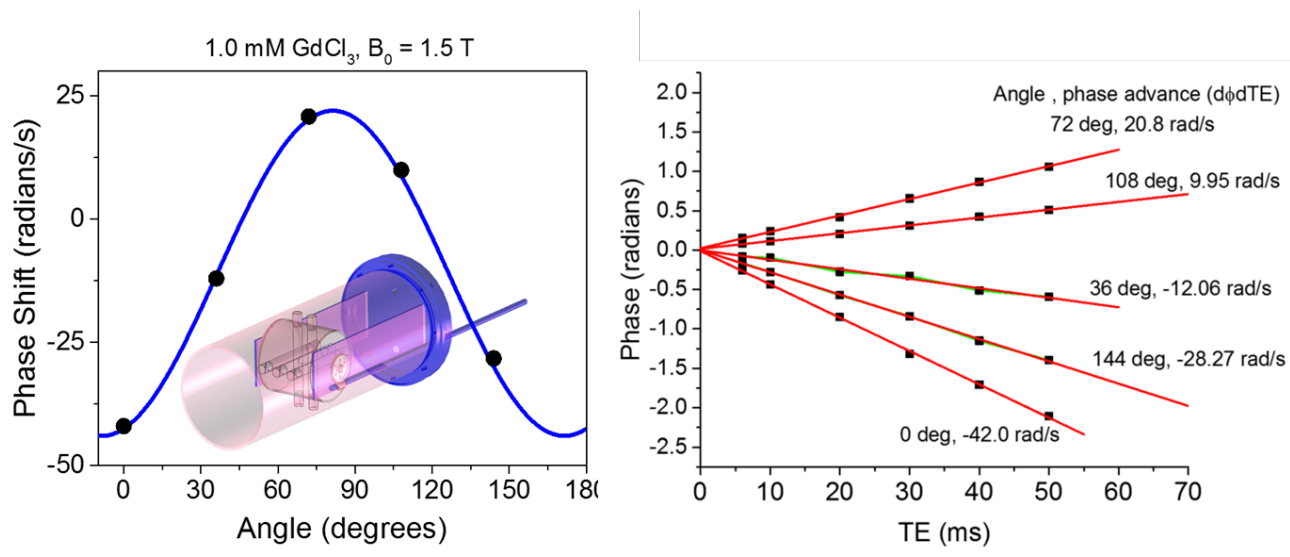 1.0 mM GdCl3, B0 = 1.5 T
Phase Shift (radians/s)
25
0
-25
-50
0
30
60
90
120
150
180
Angle (degrees)
Phase (radians)
2.0
1.5
1.0
0.5
0.0
-0.5
-1.0
-1.5
-2.0
-2.5
Angle , phase advance (dϕdTE)
72 deg, 20.8 rad/s
108 deg, 9.95 rad/s
36 deg, -12.06 rad/s
144 deg, -28.27 rad/s
0 deg, -42.0 rad/s
0
10
20
30
40
50
60
70
TE (ms)